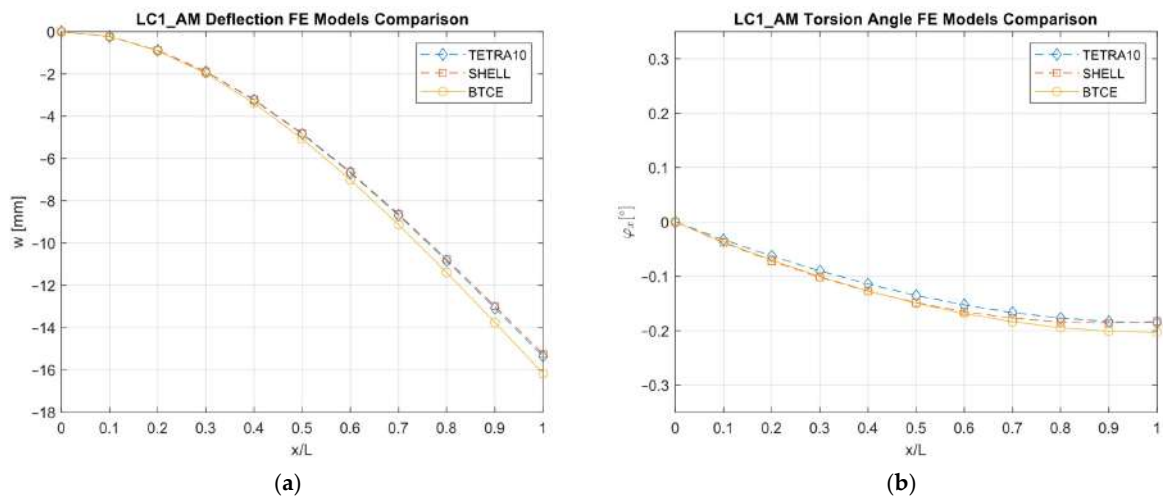 LC1_AM Deflection FE Models Comparison
TETRA10
SHELL
BTCE
0
−2
−4
−6
−8
−10
−12
−14
−16
−18
w [mm]
0 0.1 0.2 0.3 0.4 0.5 0.6 0.7 0.8 0.9 1
x/L
(a)
LC1_AM Torsion Angle FE Models Comparison
TETRA10
SHELL
BTCE
0.3
0.2
0.1
0
−0.1
−0.2
−0.3
φx[°]
0 0.1 0.2 0.3 0.4 0.5 0.6 0.7 0.8 0.9 1
x/L
(b)